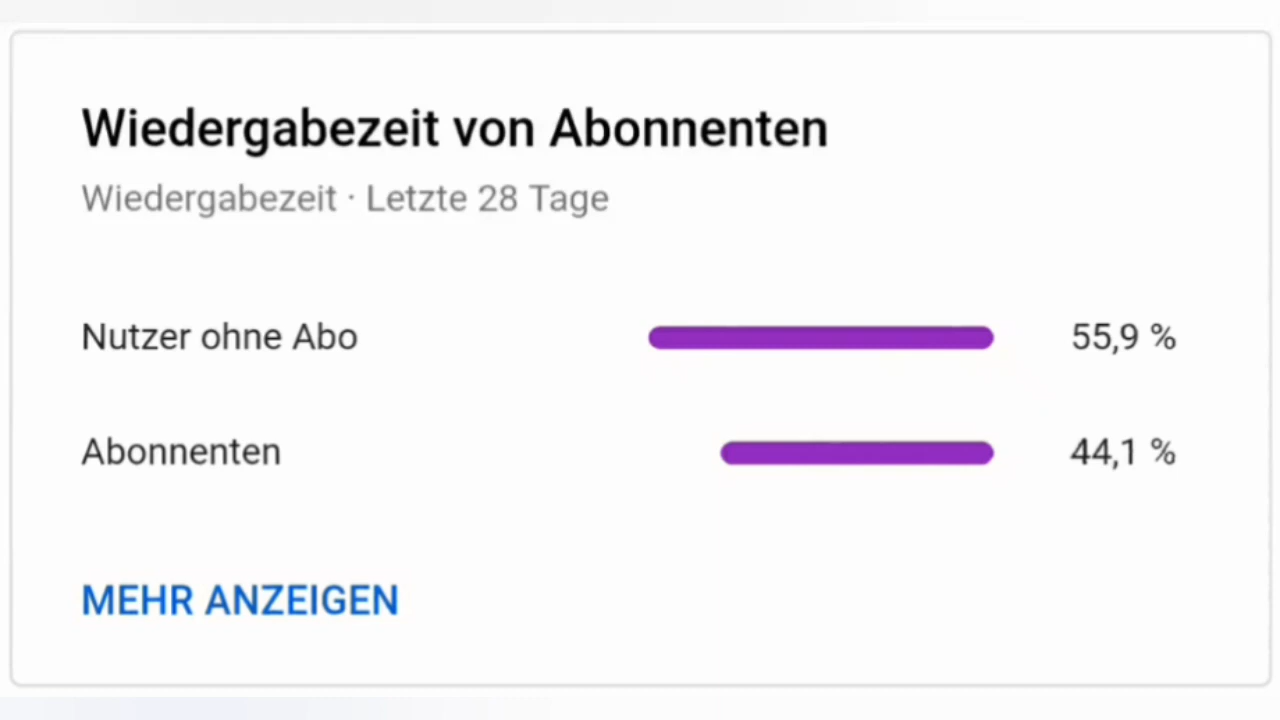 Wiedergabezeit von Abonnenten
Wiedergabezeit · Letzte 28 Tage
Nutzer ohne Abo 55,9 %
Abonnenten 44,1 %
MEHR ANZEIGEN